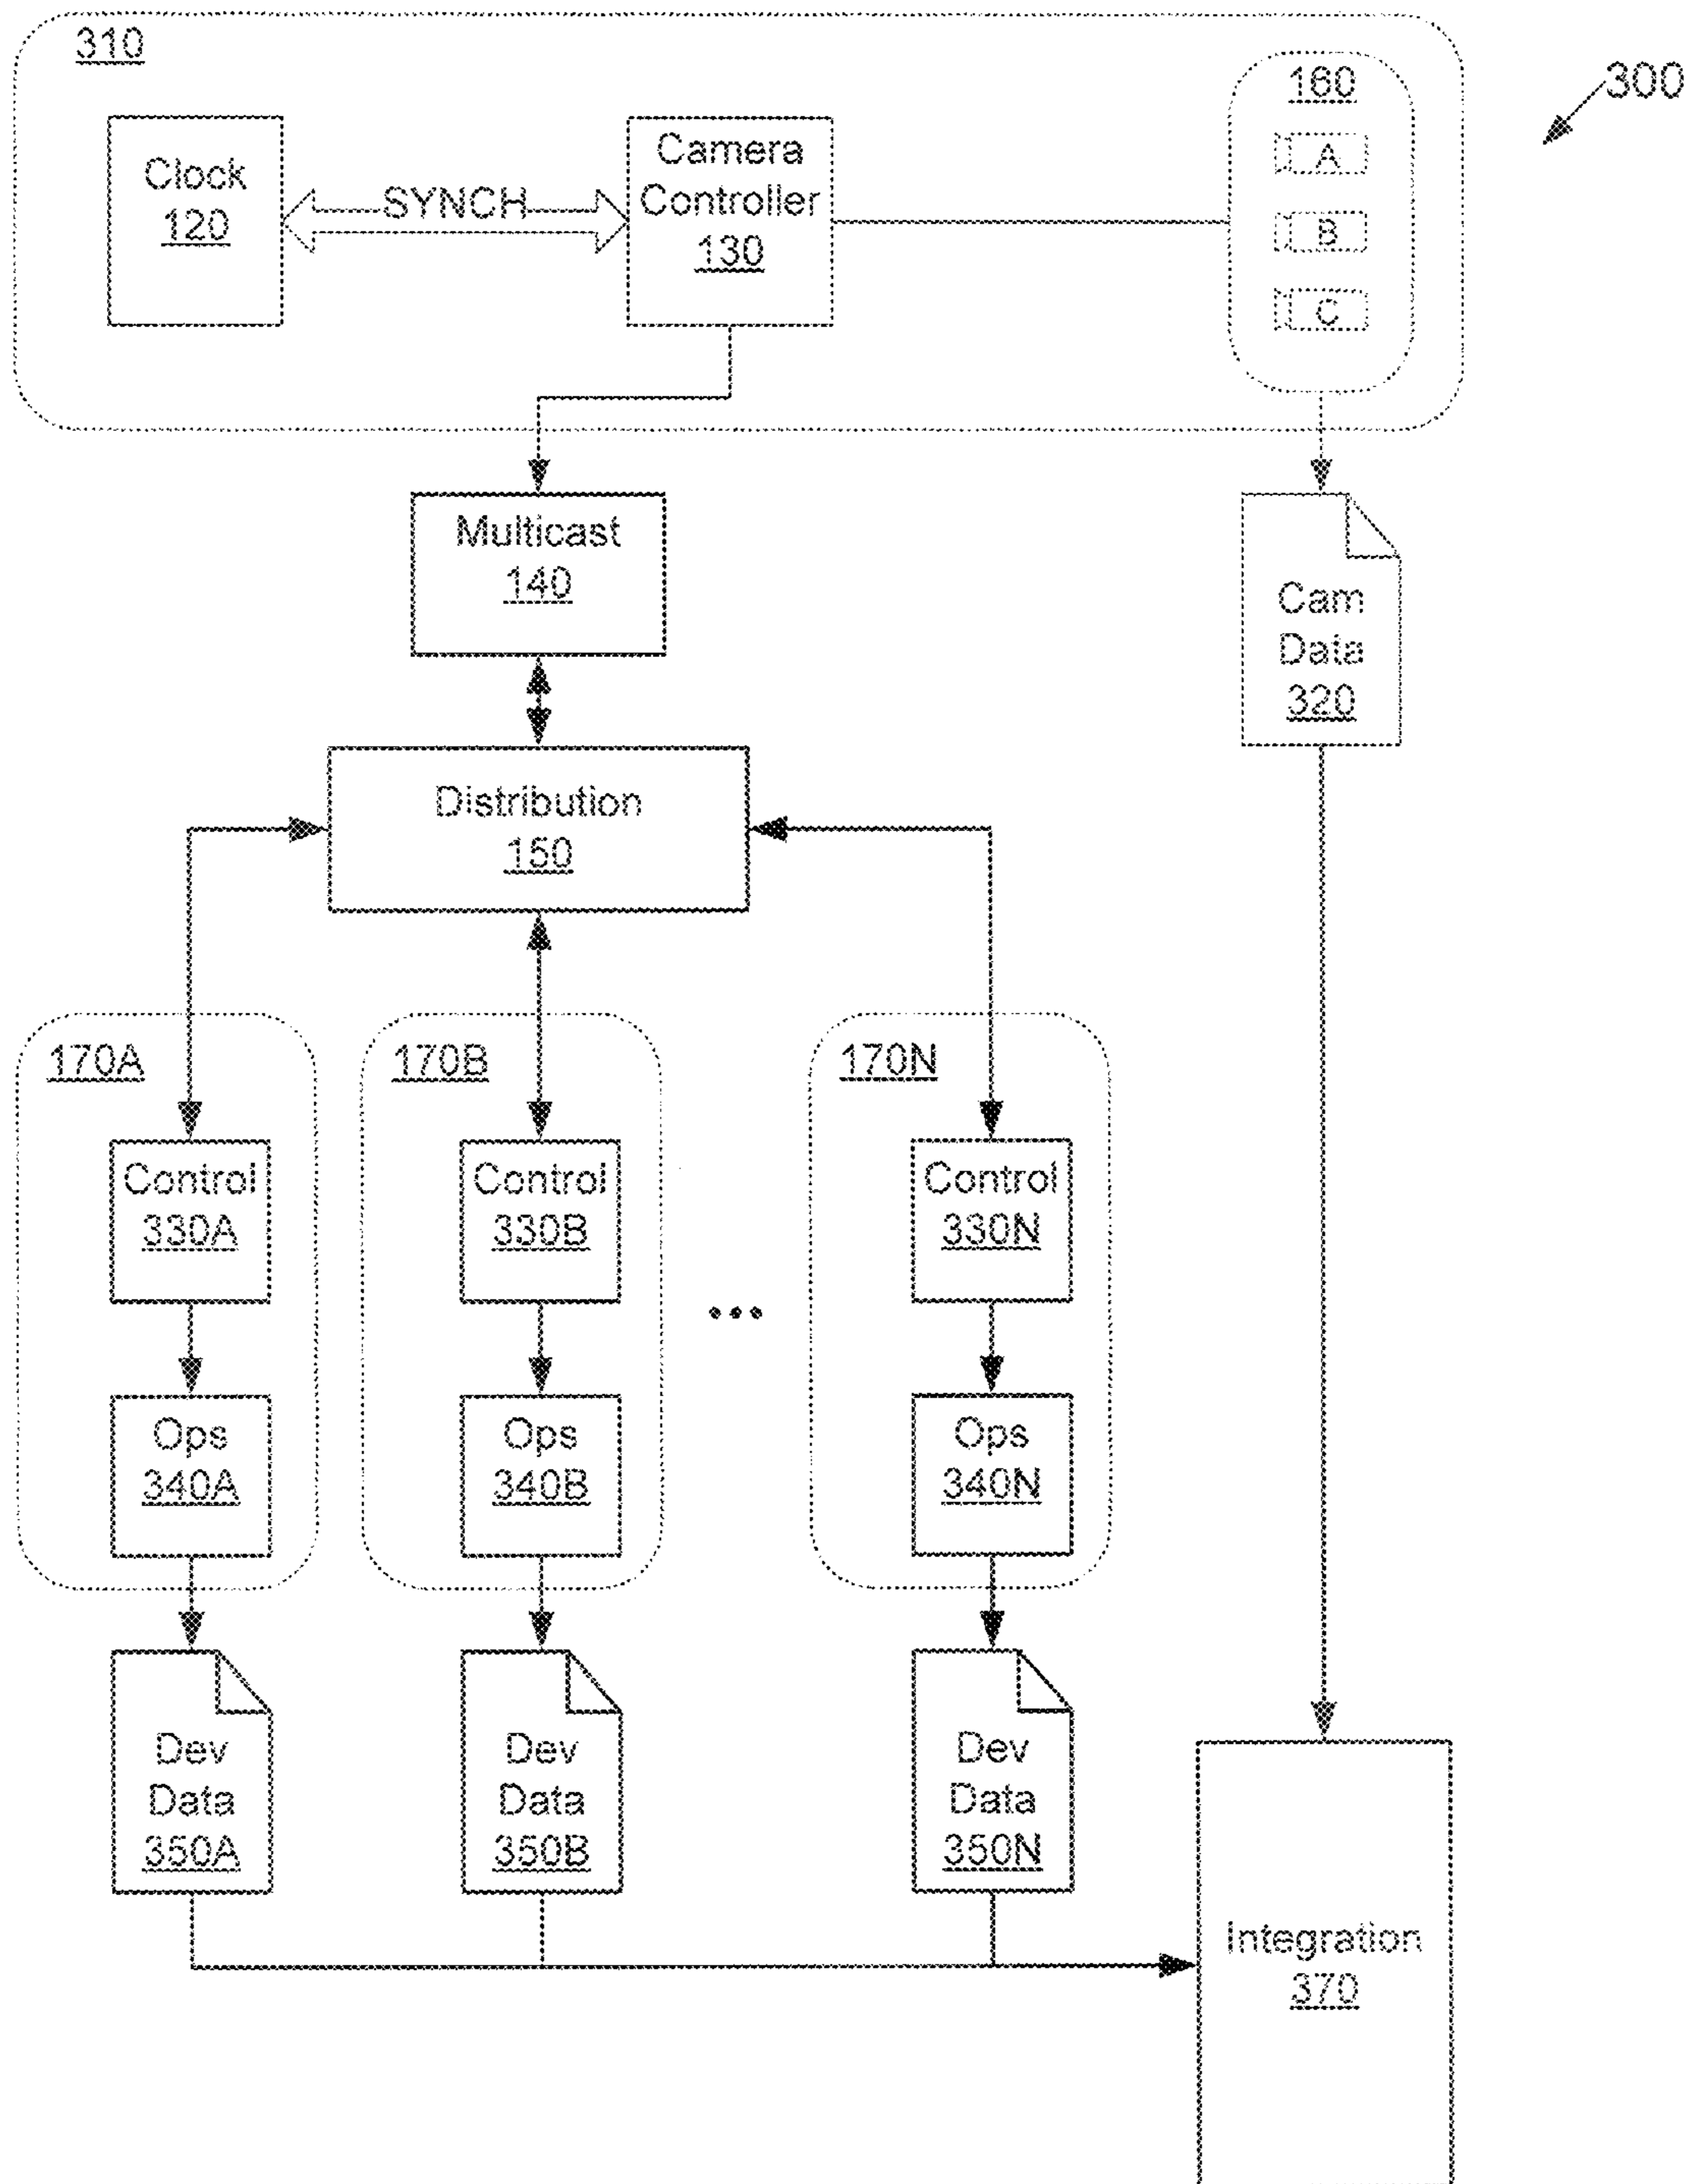 310
300
160
A
B
C
Clock
120
SYNCH
Camera
Controller
130
Multicast
140
Cam
Data
320
Distribution
150
170A
170B
170N
Control
330A
Control
330B
Control
330N
...
Ops
340A
Ops
340B
Ops
340N
Dev
Data
350A
Dev
Data
350B
Dev
Data
350N
Integration
370